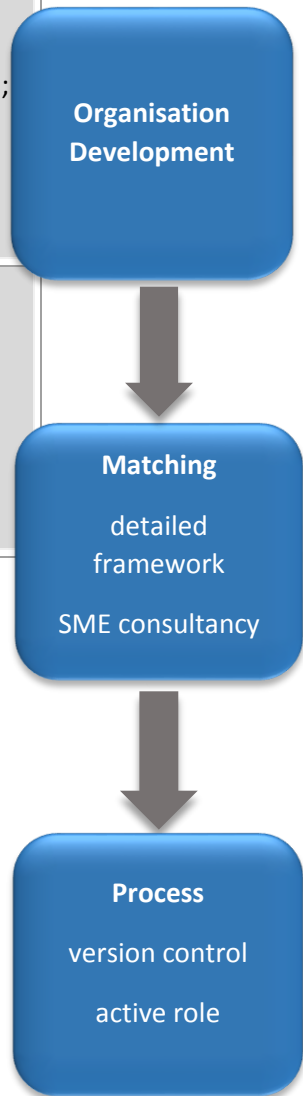 ;
Organisation
Development
Matching
detailed
framework
SME consultancy
Process
version control
active role